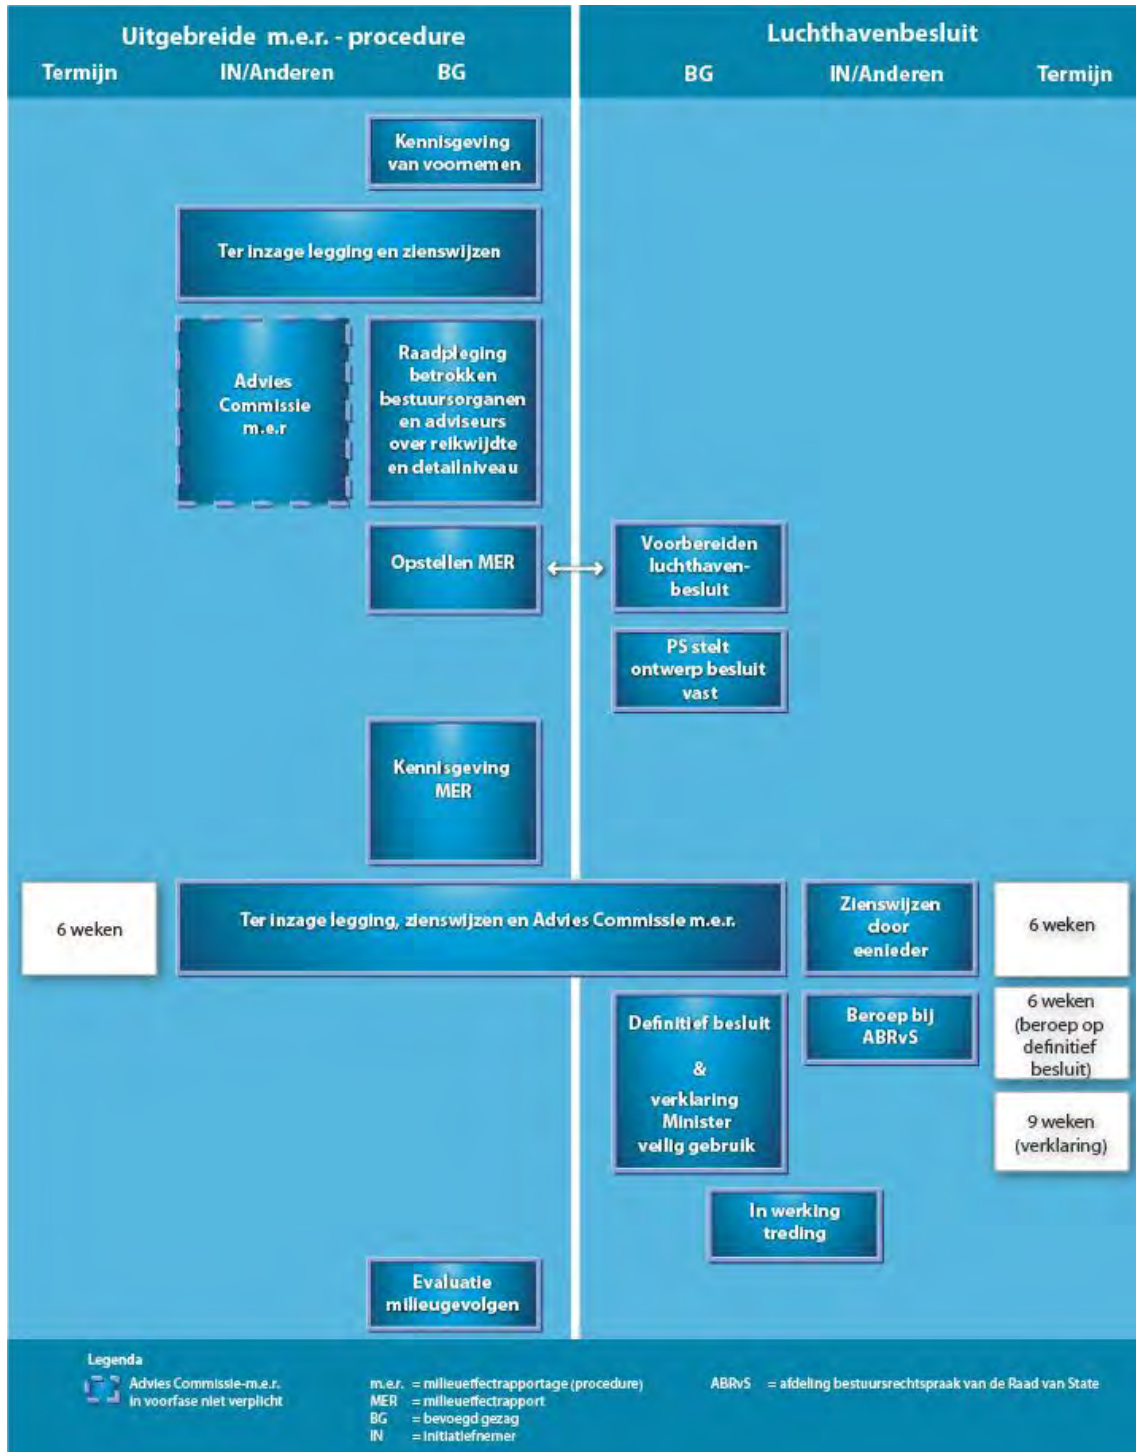 Uitgebreide m.e.r. - procedure
Termijn
IN/Anderen
BG
Luchthavenbesluit
BG
IN/Anderen
Termijn
Kennisgeving
van voornemen
Ter inzage legging en zienswijzen
Advies
Commissie
m.e.r
Raadpleging
betrokken
bestuursorganen
en adviseurs
over reikwijdte
en detailniveau
Opstellen MER
Voorbereiden
luchthaven-
besluit
PS stelt
ontwerp besluit
vast
Kennisgeving
MER
6 weken
Ter inzage legging, zienswijzen en Advies Commissie m.e.r.
Zienswijzen
door
eenieder
6 weken
Definitief besluit
&
verklaring
Minister
veilig gebruik
Beroep bij
ABRvS
6 weken
(beroep op
definitief
besluit)
9 weken
(verklaring)
In werking
treding
Evaluatie
milieugevolgen
Legenda
Advies Commissie-m.e.r.
in voorfase niet verplicht
m.e.r. = milieueffectrapportage (procedure)
MER = milieueffectrapport
BG = bevoegd gezag
IN = initiatiefnemer
ABRvS = afdeling bestuursrechtspraak van de Raad van State